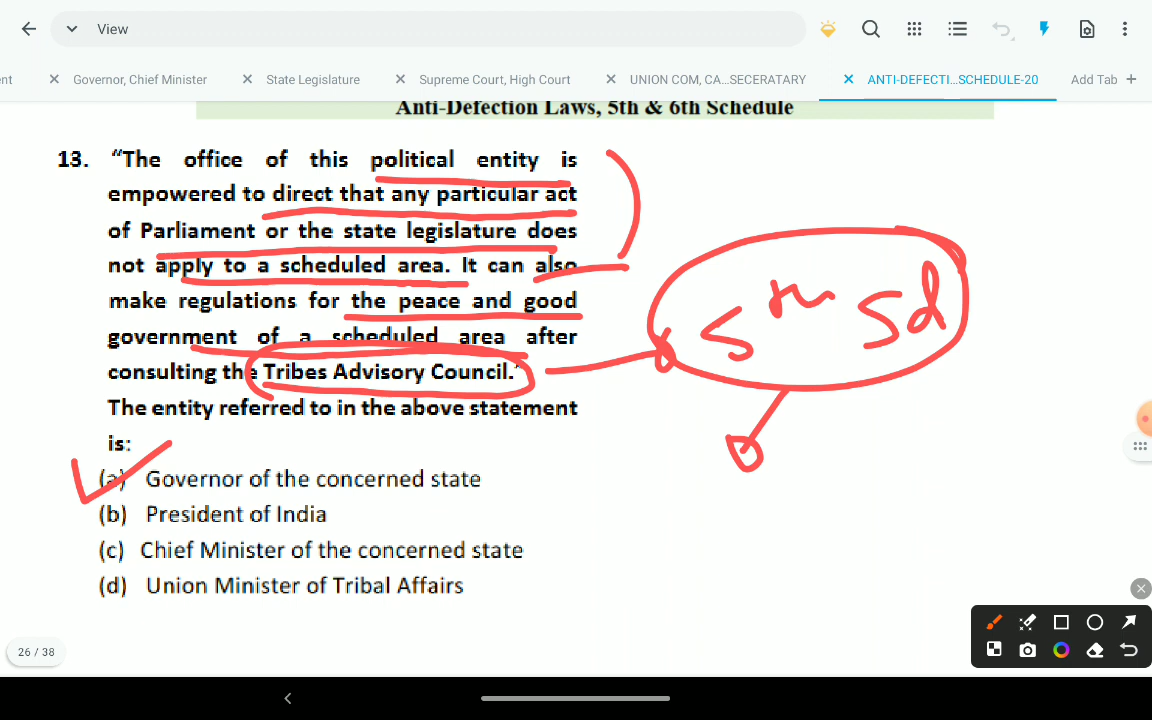 View
nt
Governor, Chief Minister
State Legislature
Supreme Court, High Court
UNION COM, CA...SECERATARY
ANTI-DEFECTI...SCHEDULE-20
Add Tab +
Anti-Defection Laws, 5th & 6th Schedule
13. “The office of this political entity is
empowered to direct that any particular act
of Parliament or the state legislature does
not apply to a scheduled area. It can also
make regulations for the peace and good
government of a scheduled area after
consulting the Tribes Advisory Council.”
The entity referred to in the above statement
is:
(a) Governor of the concerned state
(b) President of India
(c) Chief Minister of the concerned state
(d) Union Minister of Tribal Affairs
5th Sd
26 / 38